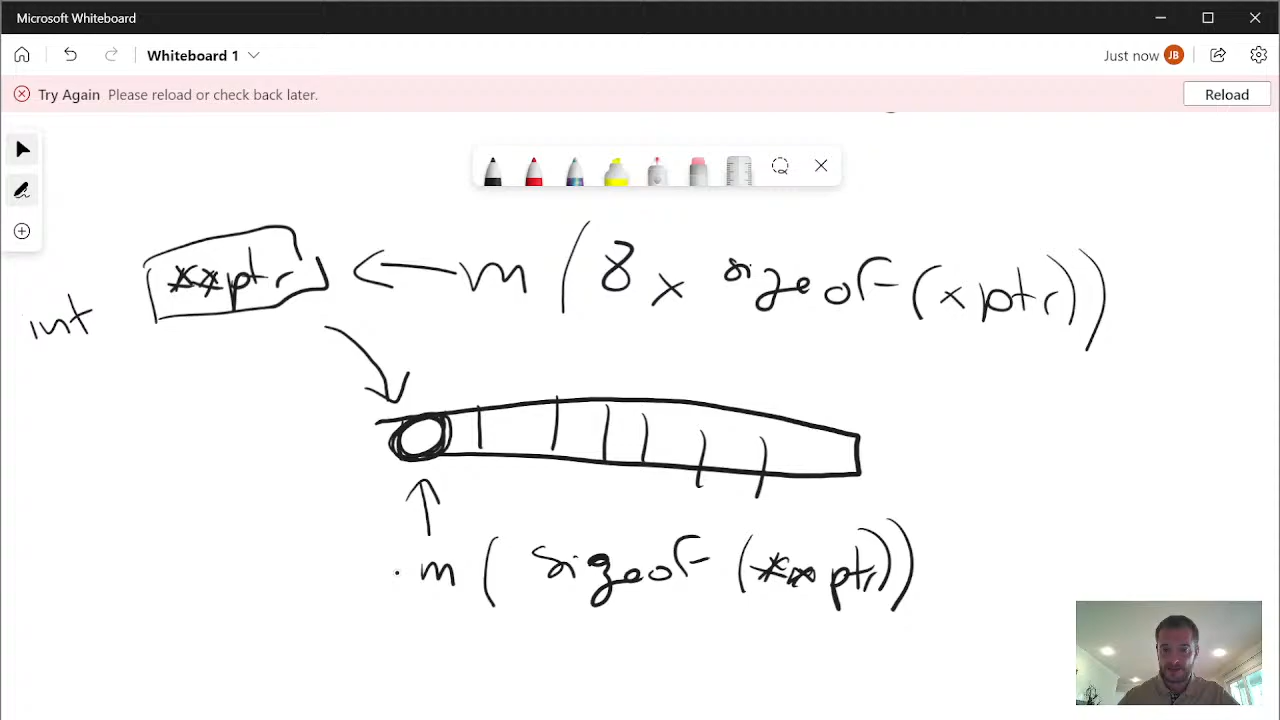 Microsoft Whiteboard
Whiteboard 1
Just now JB
Try Again Please reload or check back later.
Reload
int **ptr ← m ( 8 x sizeof (*ptr))
m ( sizeof (**ptr))